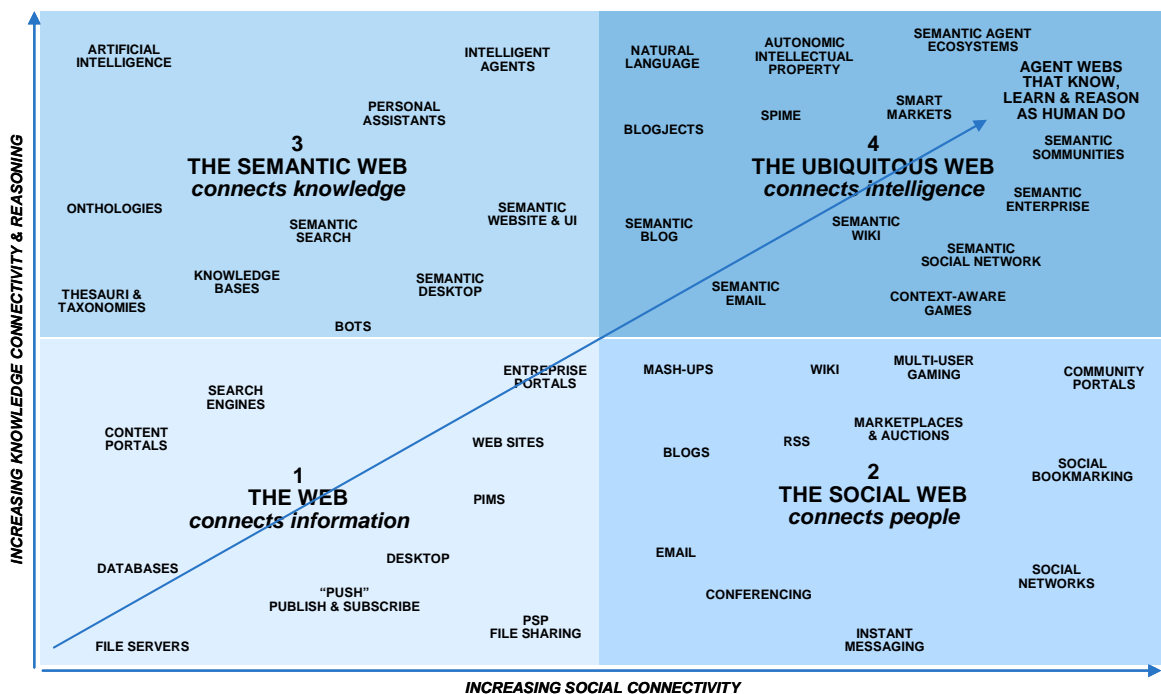 ARTIFICIAL
INTELLIGENCE
INTELLIGENT
AGENTS
PERSONAL
ASSISTANTS
3
THE SEMANTIC WEB
connects knowledge
ONTHOLOGIES
SEMANTIC
SEARCH
SEMANTIC
WEBSITE & UI
KNOWLEDGE
BASES
SEMANTIC
DESKTOP
THESAURI &
TAXONOMIES
BOTS
NATURAL
LANGUAGE
AUTONOMIC
INTELLECTUAL
PROPERTY
SEMANTIC AGENT
ECOSYSTEMS
AGENT WEBS
THAT KNOW,
LEARN & REASON
AS HUMAN DO
BLOGJECTS
SPIME
SMART
MARKETS
4
THE UBIQUITOUS WEB
connects intelligence
SEMANTIC
SOMMUNITIES
SEMANTIC
ENTERPRISE
SEMANTIC
BLOG
SEMANTIC
WIKI
SEMANTIC
SOCIAL NETWORK
SEMANTIC
EMAIL
CONTEXT-AWARE
GAMES
SEARCH
ENGINES
ENTREPRISE
PORTALS
CONTENT
PORTALS
WEB SITES
1
THE WEB
connects information
PIMS
DESKTOP
DATABASES
“PUSH”
PUBLISH & SUBSCRIBE
PSP
FILE SHARING
FILE SERVERS
MASH-UPS
WIKI
MULTI-USER
GAMING
COMMUNITY
PORTALS
MARKETPLACES
& AUCTIONS
BLOGS
RSS
2
THE SOCIAL WEB
connects people
SOCIAL
BOOKMARKING
EMAIL
CONFERENCING
SOCIAL
NETWORKS
INSTANT
MESSAGING
INCREASING KNOWLEDGE CONNECTIVITY & REASONING
INCREASING SOCIAL CONNECTIVITY